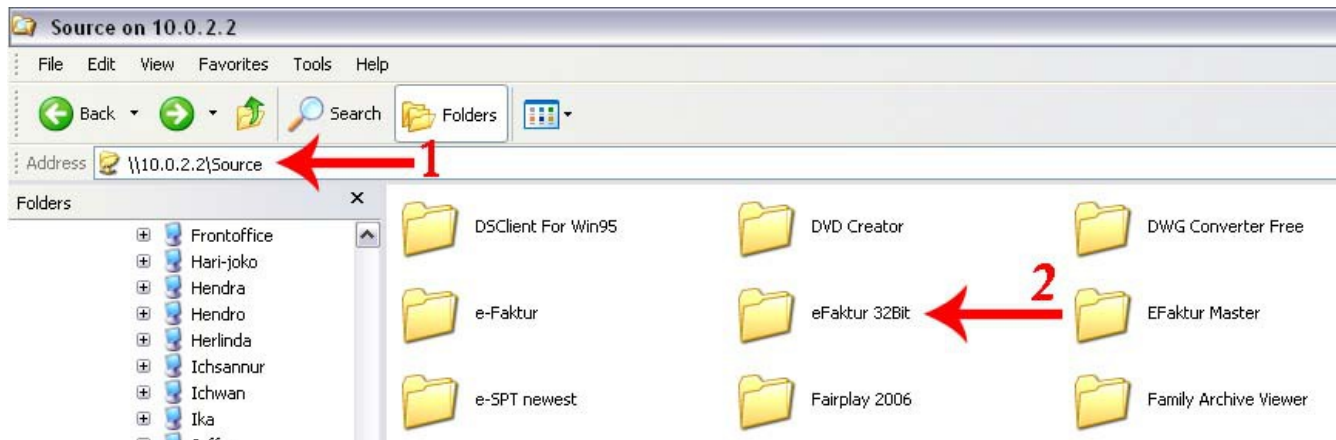 Source on 10.0.2.2
File Edit View Favorites Tools Help
Back Search Folders
Address \\10.0.2.2\Source 1
Folders
Frontoffice
Hari-joko
Hendra
Hendro
Herlinda
Ichsannur
Ichwan
Ika
DSClient For Win95 DVD Creator DWG Converter Free
e-Faktur eFaktur 32Bit 2 EFaktur Master
e-SPT newest Fairplay 2006 Family Archive Viewer